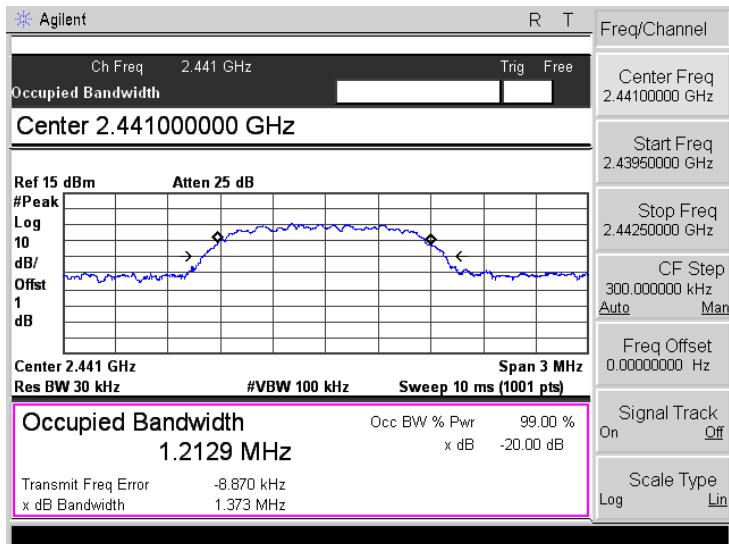 Agilent R T
Ch Freq 2.441 GHz Trig Free
Occupied Bandwidth
Center 2.441000000 GHz
Ref 15 dBm Atten 25 dB
#Peak
Log
10
dB/
Offst
1
dB
Center 2.441 GHz Span 3 MHz
Res BW 30 kHz #VBW 100 kHz Sweep 10 ms (1001 pts)
Occupied Bandwidth
1.2129 MHz
Occ BW % Pwr 99.00 %
x dB -20.00 dB
Transmit Freq Error -8.870 kHz
x dB Bandwidth 1.373 MHz
Freq/Channel
Center Freq
2.44100000 GHz
Start Freq
2.43950000 GHz
Stop Freq
2.44250000 GHz
CF Step
300.000000 kHz
Auto Man
Freq Offset
0.00000000 Hz
Signal Track
On Off
Scale Type
Log Lin